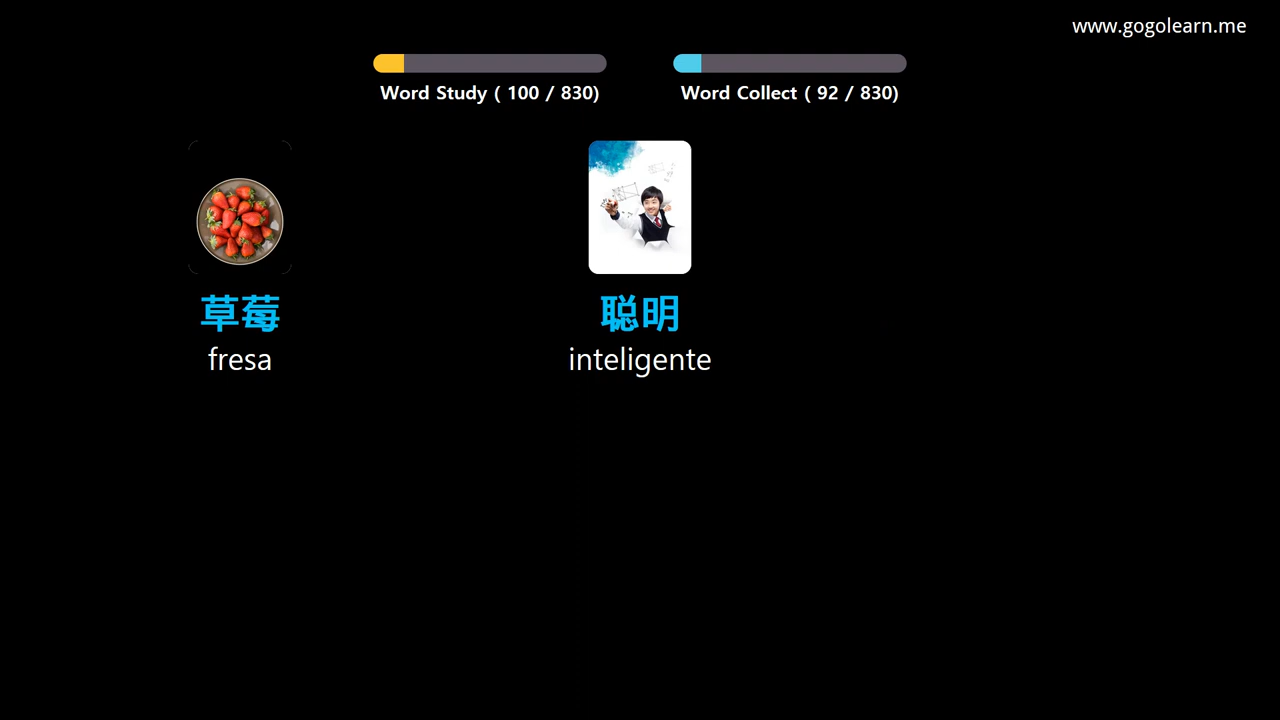 www.gogolearn.me
Word Study ( 100 / 830)
Word Collect ( 92 / 830)
草莓
fresa
聪明
inteligente